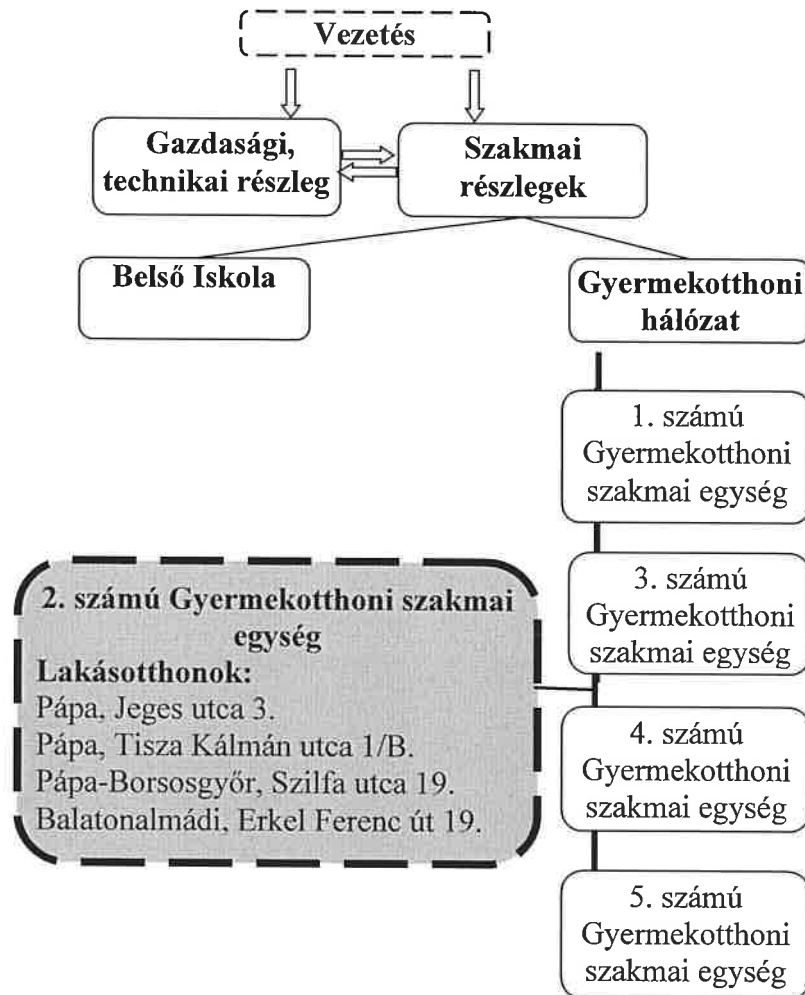 Vezetés
Gazdasági,
technikai részleg
Szakmai
részlegek
Belső Iskola
Gyermekotthoni
hálózat
1. számú
Gyermekotthoni
szakmai egység
2. számú Gyermekotthoni szakmai
egység
Lakásotthonok:
Pápa, Jeges utca 3.
Pápa, Tisza Kálmán utca 1/B.
Pápa-Borsosgyőr, Szilfa utca 19.
Balatonalmádi, Erkel Ferenc út 19.
3. számú
Gyermekotthoni
szakmai egység
4. számú
Gyermekotthoni
szakmai egység
5. számú
Gyermekotthoni
szakmai egység